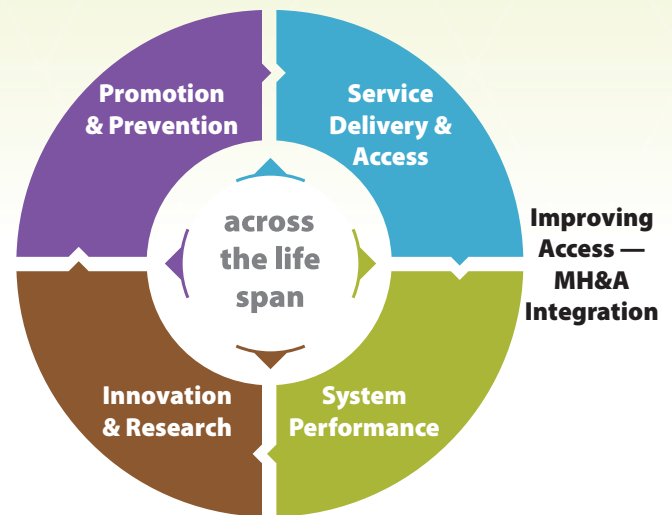 Promotion
& Prevention
Service
Delivery &
Access
across
the life
span
Improving
Access —
MH&A
Integration
Innovation
& Research
System
Performance